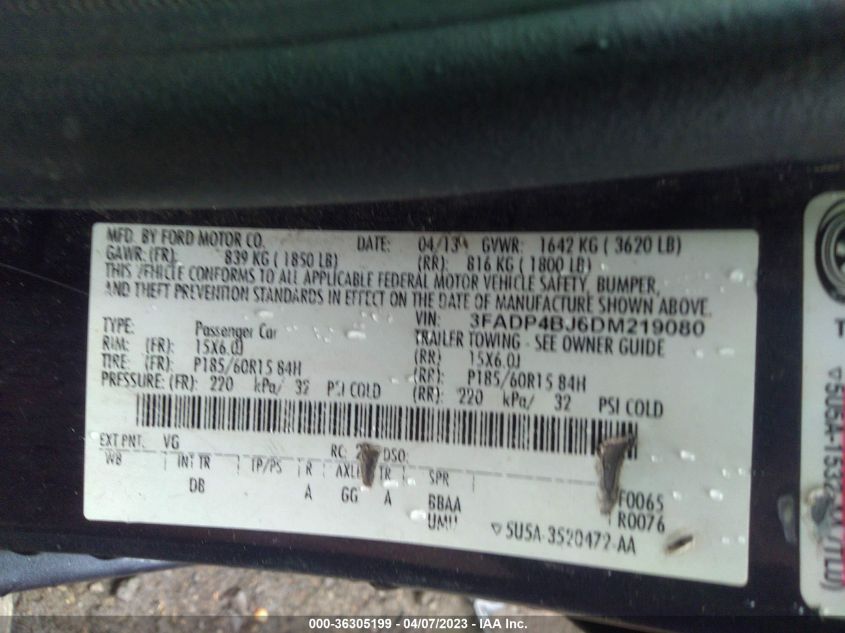 MFD. BY FORD MOTOR CO. DATE: 04/13 GVWR: 1642 KG ( 3620 LB)
GAWR: (FR): 839 KG ( 1850 LB) (RR): 816 KG ( 1800 LB)
THIS VEHICLE CONFORMS TO ALL APPLICABLE FEDERAL MOTOR VEHICLE SAFETY, BUMPER,
AND THEFT PREVENTION STANDARDS IN EFFECT ON THE DATE OF MANUFACTURE SHOWN ABOVE.
VIN: 3FADP4BJ6DM219080
TYPE: Passenger Car TRAILER TOWING - SEE OWNER GUIDE
RIM: (FR): 15X6.0J (RR) 15X6.0J
TIRE: (FR): P185/60R15 84H (RR): P185/60R15 84H
PRESSURE: (FR): 220 kPa/ 32 PSI COLD (RR): 220 kPa/ 32 PSI COLD
EXT PNT: VG RC: DSO:
WB INT TR TP/PS R AXLE TR SPR
DB A GG A BBAA F0065
UMU R0076
5U5A-3520472-AA
000-36305199 - 04/07/2023 - IAA Inc.